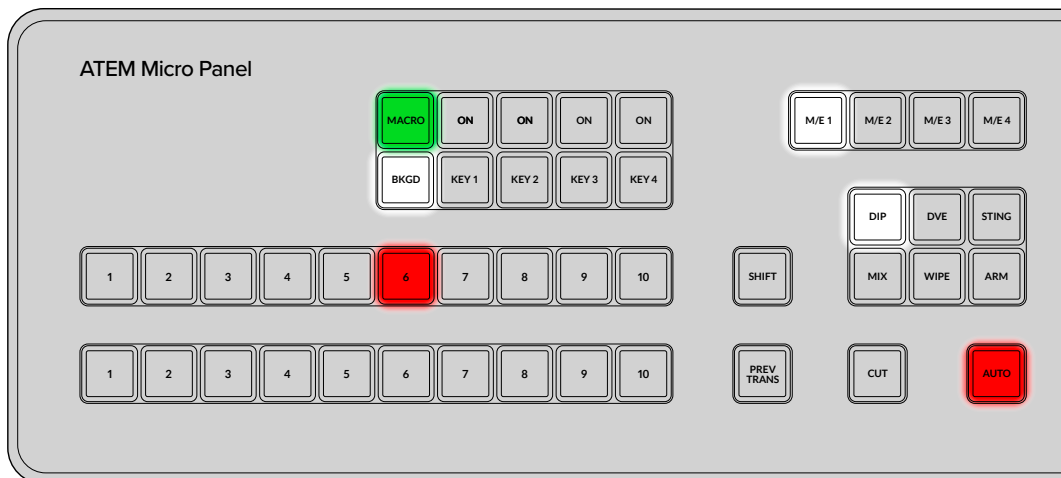 ATEM Micro Panel
MACRO ON ON ON ON
M/E 1 M/E 2 M/E 3 M/E 4
BKGD KEY 1 KEY 2 KEY 3 KEY 4
DIP DVE STING
1 2 3 4 5 6 7 8 9 10
SHIFT
MIX WIPE ARM
1 2 3 4 5 6 7 8 9 10
PREV
TRANS
CUT
AUTO